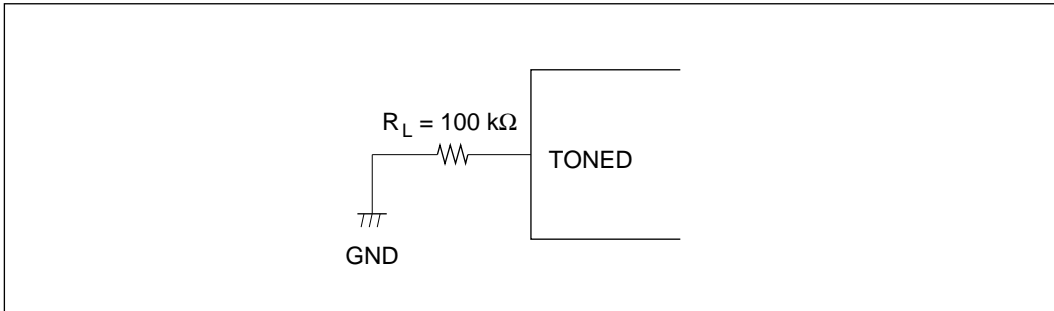 R_L = 100 kΩ
TONED
GND